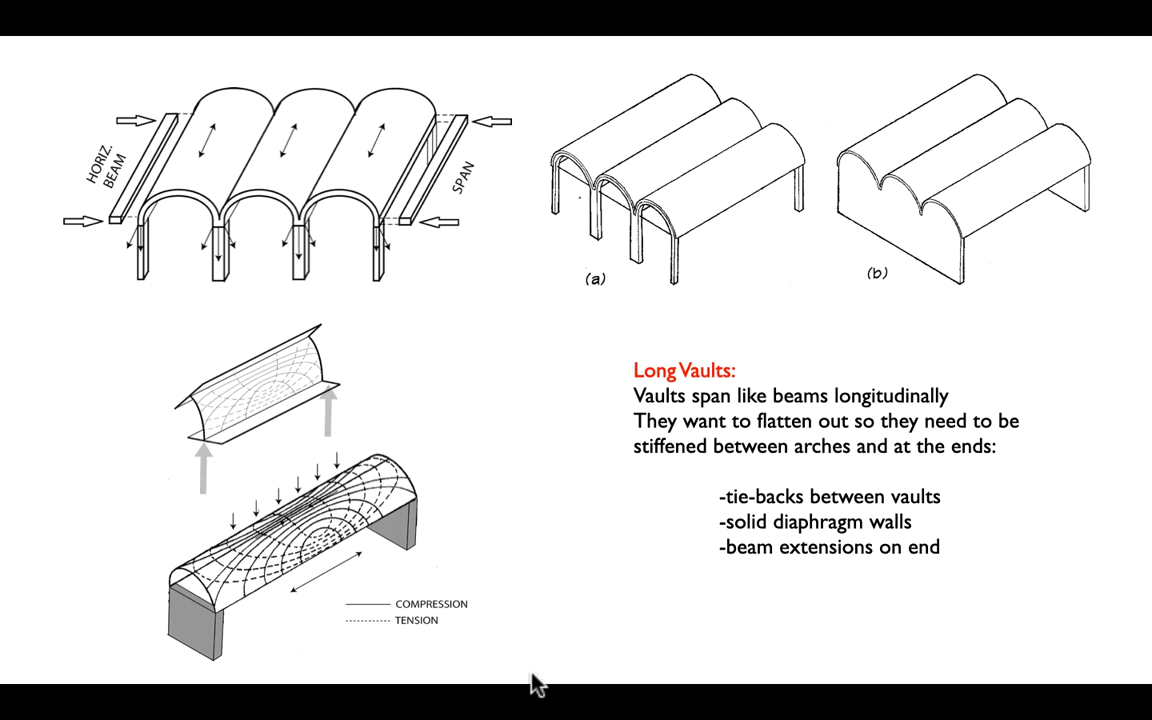 HORIZ.
BEAM
SPAN
(a)
(b)
Long Vaults:
Vaults span like beams longitudinally
They want to flatten out so they need to be
stiffened between arches and at the ends:
-tie-backs between vaults
-solid diaphragm walls
-beam extensions on end
COMPRESSION
TENSION